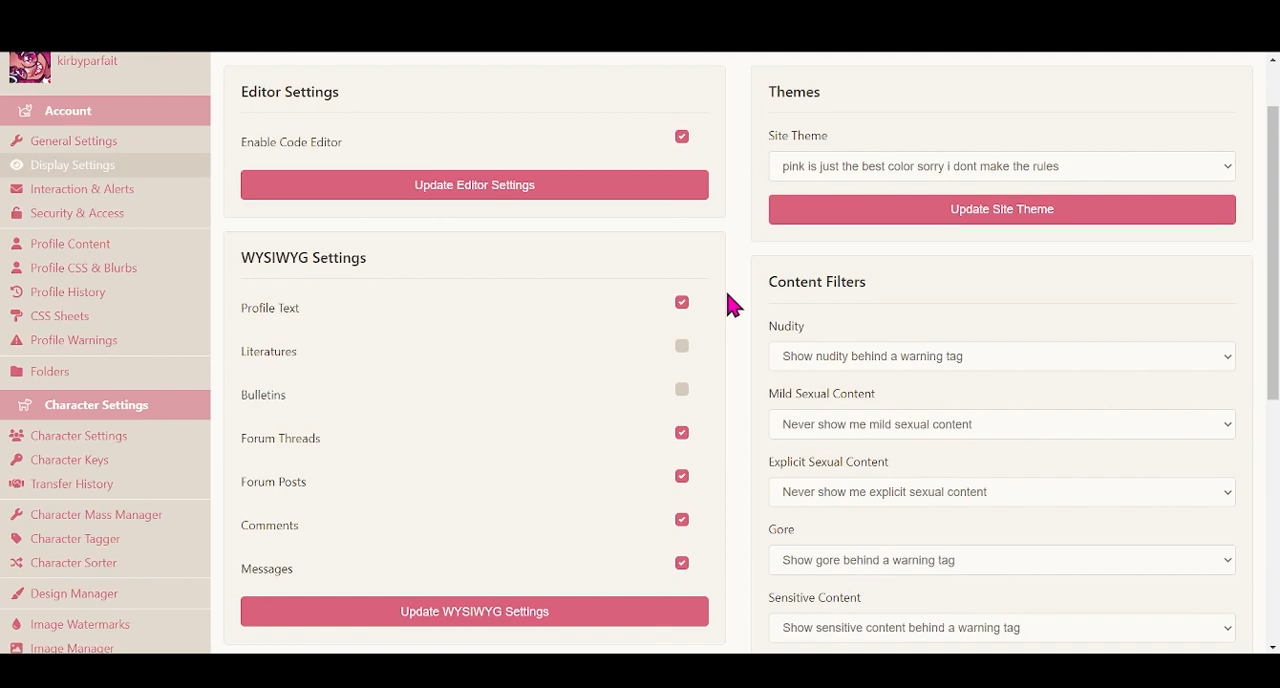 kirbyparfait
Account
General Settings
Display Settings
Interaction & Alerts
Security & Access
Profile Content
Profile CSS & Blurbs
Profile History
CSS Sheets
Profile Warnings
Folders
Character Settings
Character Settings
Character Keys
Transfer History
Character Mass Manager
Character Tagger
Character Sorter
Design Manager
Image Watermarks
Image Manager
Editor Settings
Enable Code Editor
Update Editor Settings
WYSIWYG Settings
Profile Text
Literatures
Bulletins
Forum Threads
Forum Posts
Comments
Messages
Update WYSIWYG Settings
Themes
Site Theme
pink is just the best color sorry i dont make the rules
Update Site Theme
Content Filters
Nudity
Show nudity behind a warning tag
Mild Sexual Content
Never show me mild sexual content
Explicit Sexual Content
Never show me explicit sexual content
Gore
Show gore behind a warning tag
Sensitive Content
Show sensitive content behind a warning tag